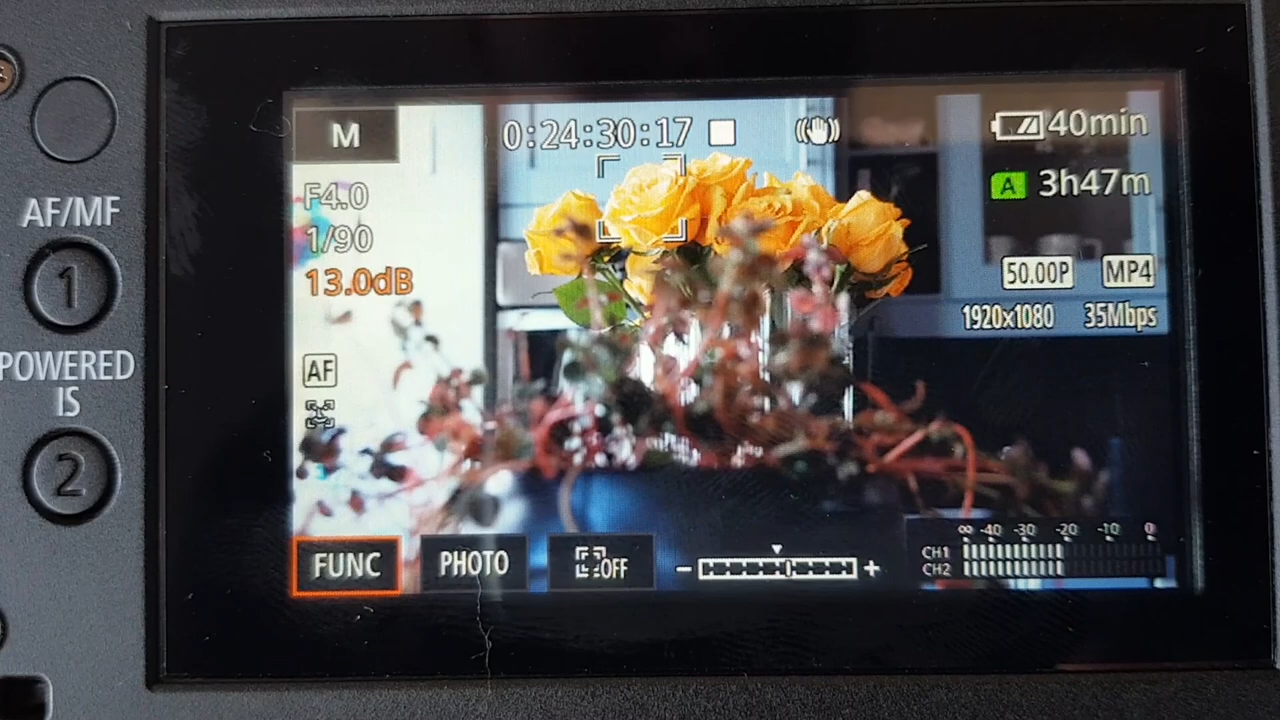 M
0:24:30:17
40min
A 3h47m
F4.0
1/90
13.0dB
50.00P MP4
1920x1080 35Mbps
AF
AF/MF
1
POWERED
IS
2
FUNC
PHOTO
OFF
- +
∞ -40 -30 -20 -10 0
CH1
CH2